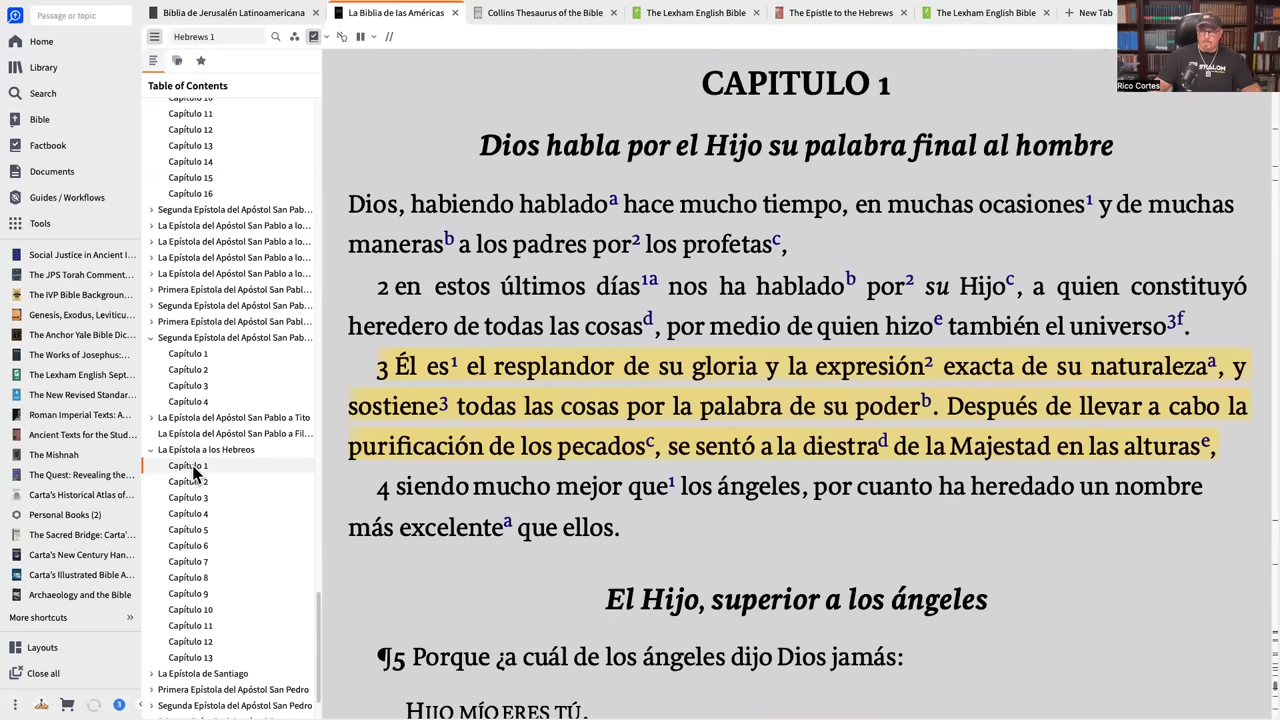 Passage or topic
Home
Library
Search
Bible
Factbook
Documents
Guides / Workflows
Tools
Social Justice in Ancient I...
The JPS Torah Comment...
The IVP Bible Backgroun...
Genesis, Exodus, Leviticu...
The Anchor Yale Bible Dic...
The Works of Josephus:...
The Lexham English Sept...
The New Revised Standar...
Roman Imperial Texts: A...
Ancient Texts for the Stud...
The Mishnah
The Quest: Revealing the...
Carta's Historical Atlas of...
Personal Books (2)
The Sacred Bridge: Carta'...
Carta's New Century Han...
Carta's Illustrated Bible A...
Archaeology and the Bible
More shortcuts »
Layouts
Close all
3
Biblia de Jerusalén Latinoamericana
La Biblia de las Américas
Collins Thesaurus of the Bible
The Lexham English Bible
The Epistle to the Hebrews
The Lexham English Bible
+ New Tab
Hebrews 1
Table of Contents
Capítulo 10
Capítulo 11
Capítulo 12
Capítulo 13
Capítulo 14
Capítulo 15
Capítulo 16
Segunda Epístola del Apóstol San Pab...
La Epístola del Apóstol San Pablo a lo...
La Epístola del Apóstol San Pablo a lo...
La Epístola del Apóstol San Pablo a lo...
La Epístola del Apóstol San Pablo a lo...
Primera Epístola del Apóstol San Pabl...
Segunda Epístola del Apóstol San Pab...
Primera Epístola del Apóstol San Pabl...
Segunda Epístola del Apóstol San Pab...
Capítulo 1
Capítulo 2
Capítulo 3
Capítulo 4
La Epístola del Apóstol San Pablo a Tito
La Epístola del Apóstol San Pablo a Fil...
La Epístola a los Hebreos
Capítulo 1
Capítulo 2
Capítulo 3
Capítulo 4
Capítulo 5
Capítulo 6
Capítulo 7
Capítulo 8
Capítulo 9
Capítulo 10
Capítulo 11
Capítulo 12
Capítulo 13
La Epístola de Santiago
Primera Epístola del Apóstol San Pedro
Segunda Epístola del Apóstol San Pedro
CAPITULO 1
Dios habla por el Hijo su palabra final al hombre
Dios, habiendo habladoᵃ hace mucho tiempo, en muchas ocasiones¹ y de muchas
manerasᵇ a los padres por² los profetasᶜ,
2 en estos últimos días¹ᵃ nos ha habladoᵇ por² su Hijoᶜ, a quien constituyó
heredero de todas las cosasᵈ, por medio de quien hizoᵉ también el universo³ᶠ.
3 Él es¹ el resplandor de su gloria y la expresión² exacta de su naturalezaᵃ, y
sostiene³ todas las cosas por la palabra de su poderᵇ. Después de llevar a cabo la
purificación de los pecadosᶜ, se sentó a la diestraᵈ de la Majestad en las alturasᵉ,
4 siendo mucho mejor que¹ los ángeles, por cuanto ha heredado un nombre
más excelenteᵃ que ellos.
El Hijo, superior a los ángeles
¶5 Porque ¿a cuál de los ángeles dijo Dios jamás:
HIJO MÍO ERES TÚ,
Rico Cortes